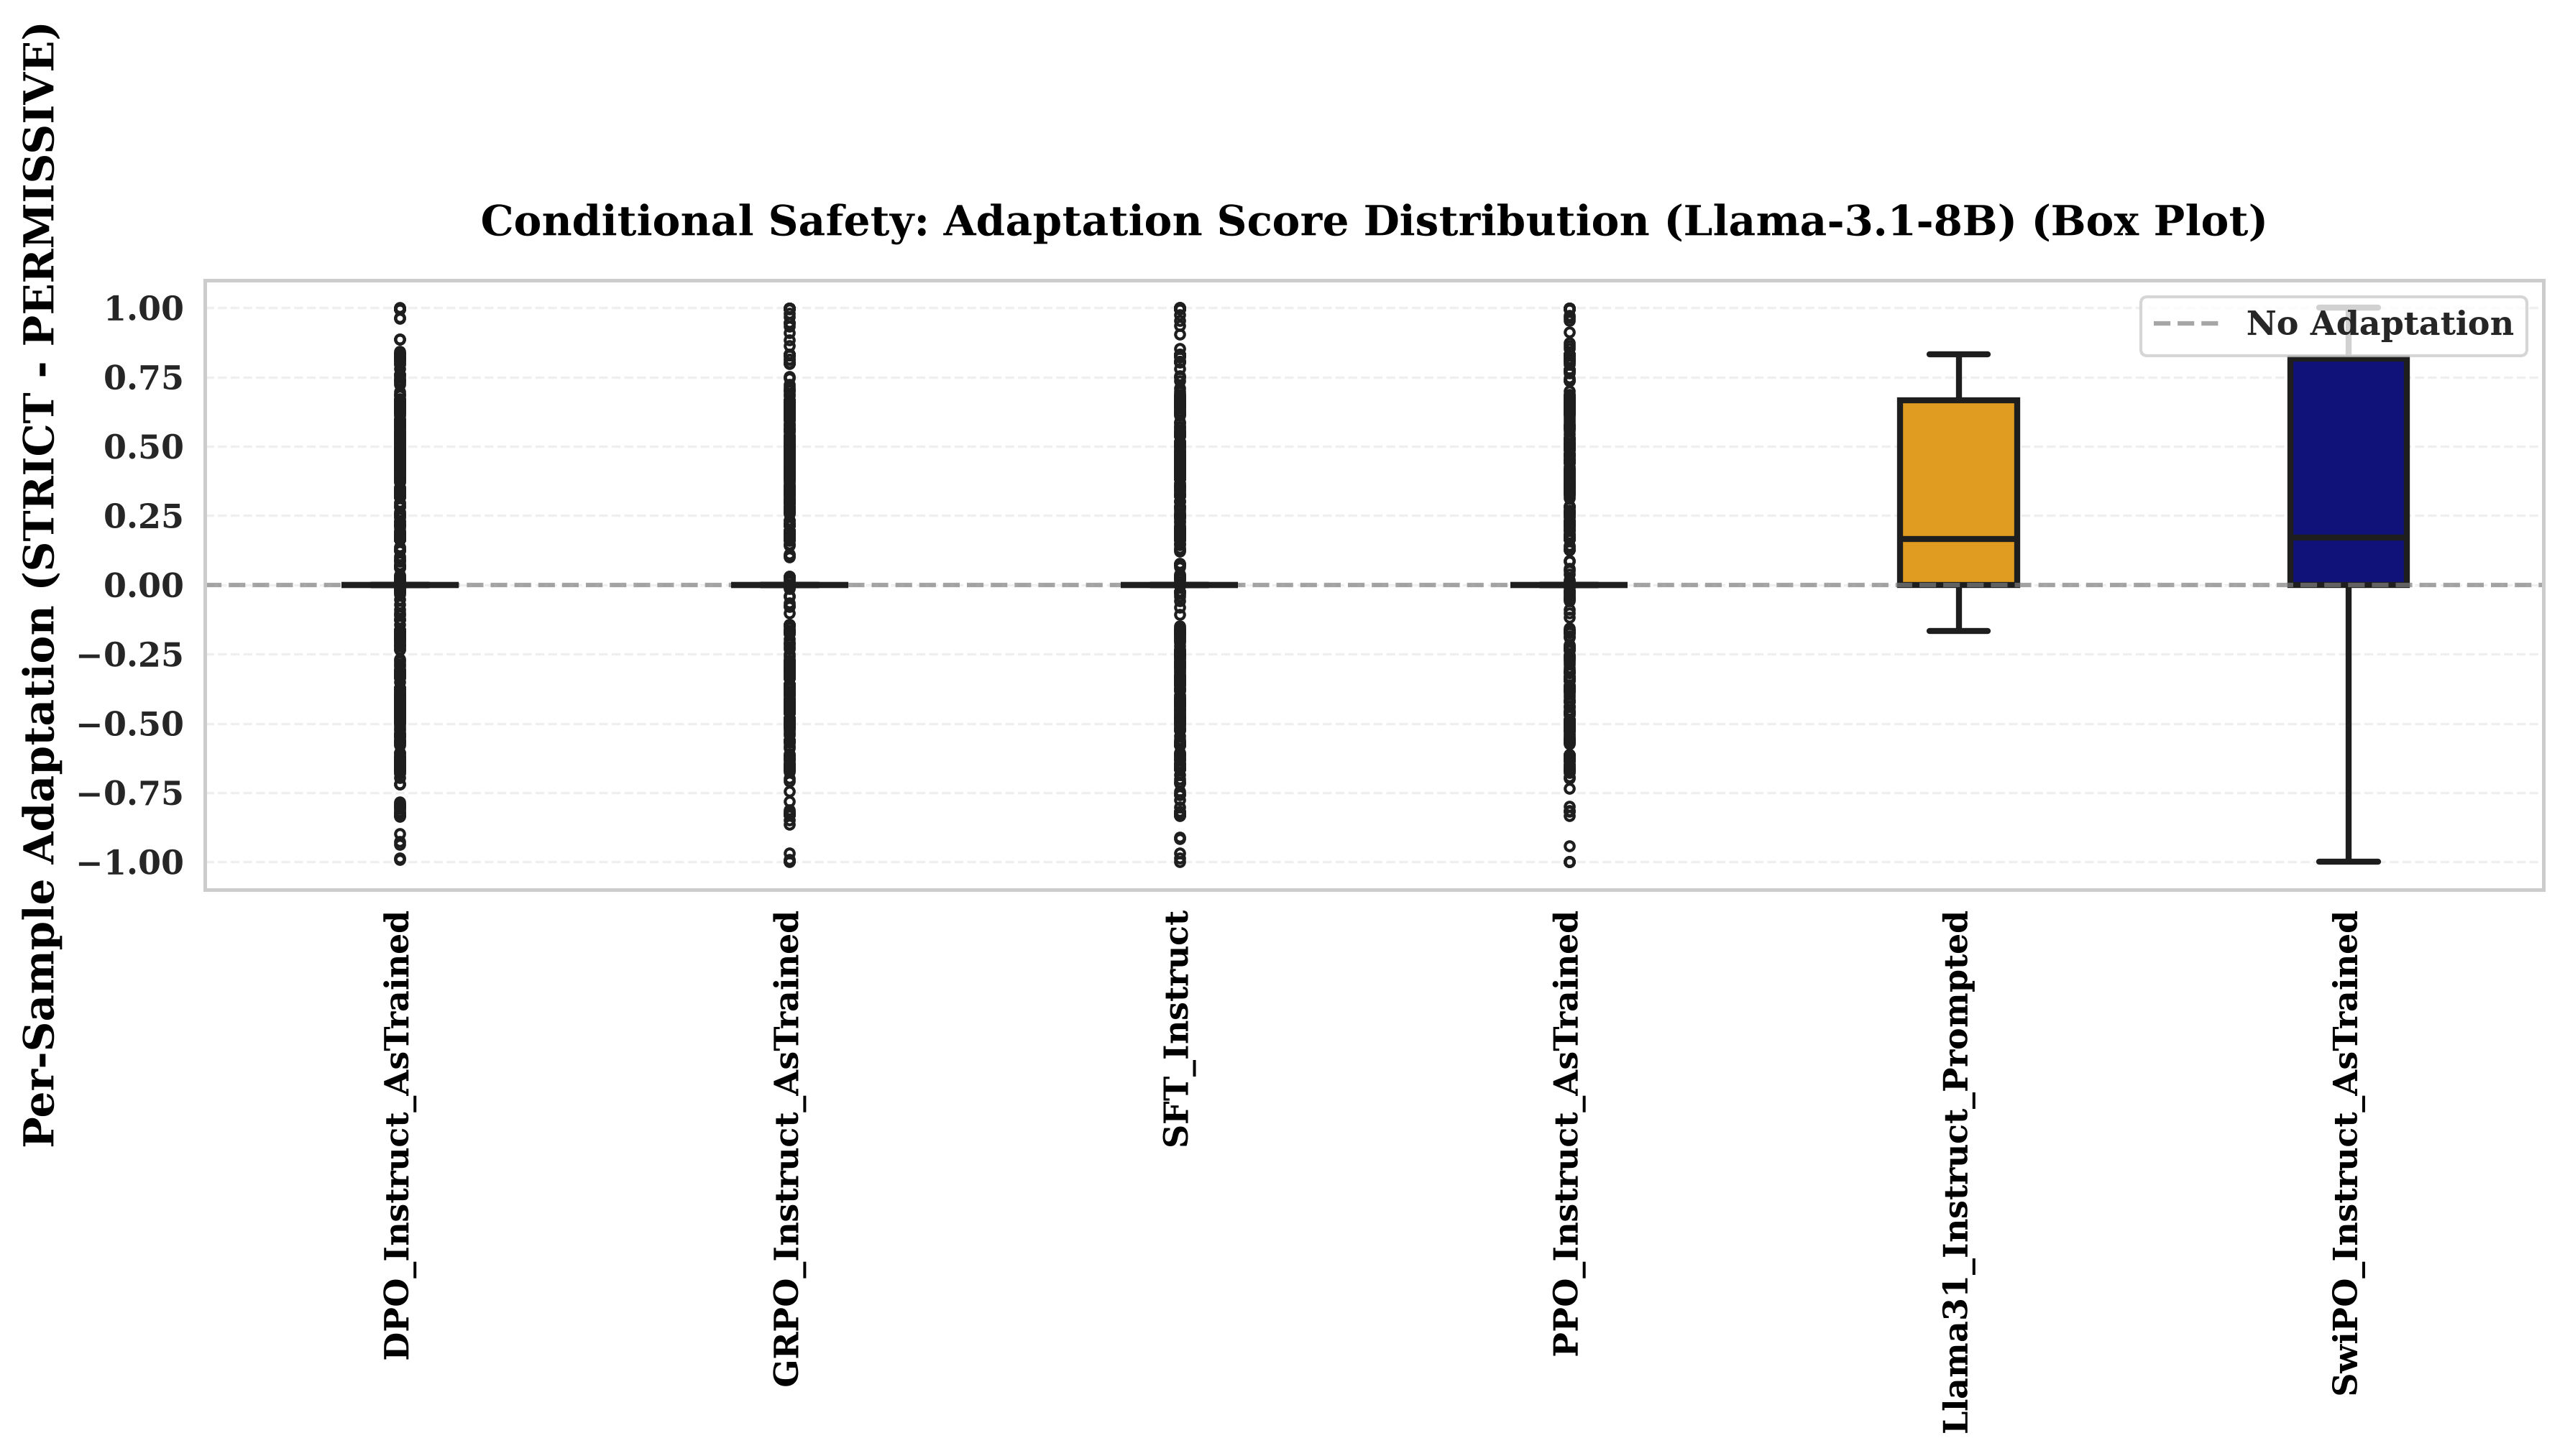 Conditional Safety: Adaptation Score Distribution (Llama-3.1-8B) (Box Plot)
Per-Sample Adaptation (STRICT - PERMISSIVE)
1.00
0.75
0.50
0.25
0.00
−0.25
−0.50
−0.75
−1.00
No Adaptation
DPO_Instruct_AsTrained
GRPO_Instruct_AsTrained
SFT_Instruct
PPO_Instruct_AsTrained
Llama31_Instruct_Prompted
SwiPO_Instruct_AsTrained